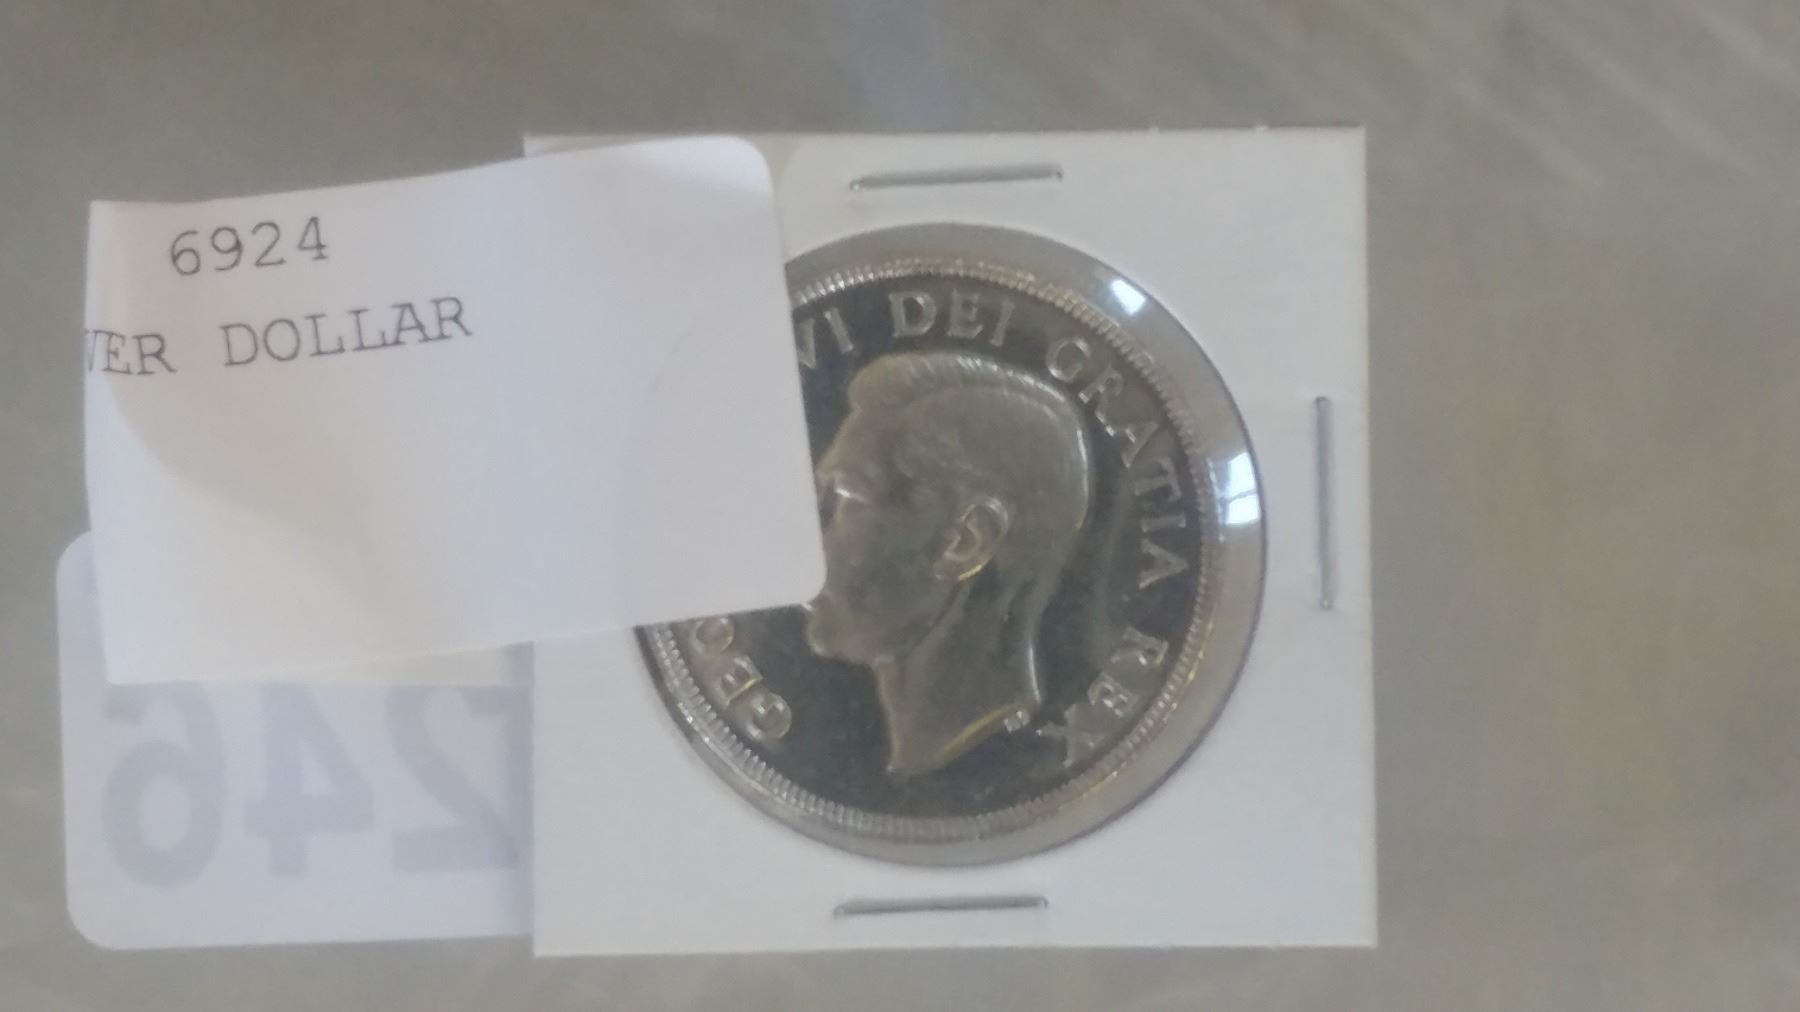 6924
VER DOLLAR
GEO VI DEI GRATIA REX
246